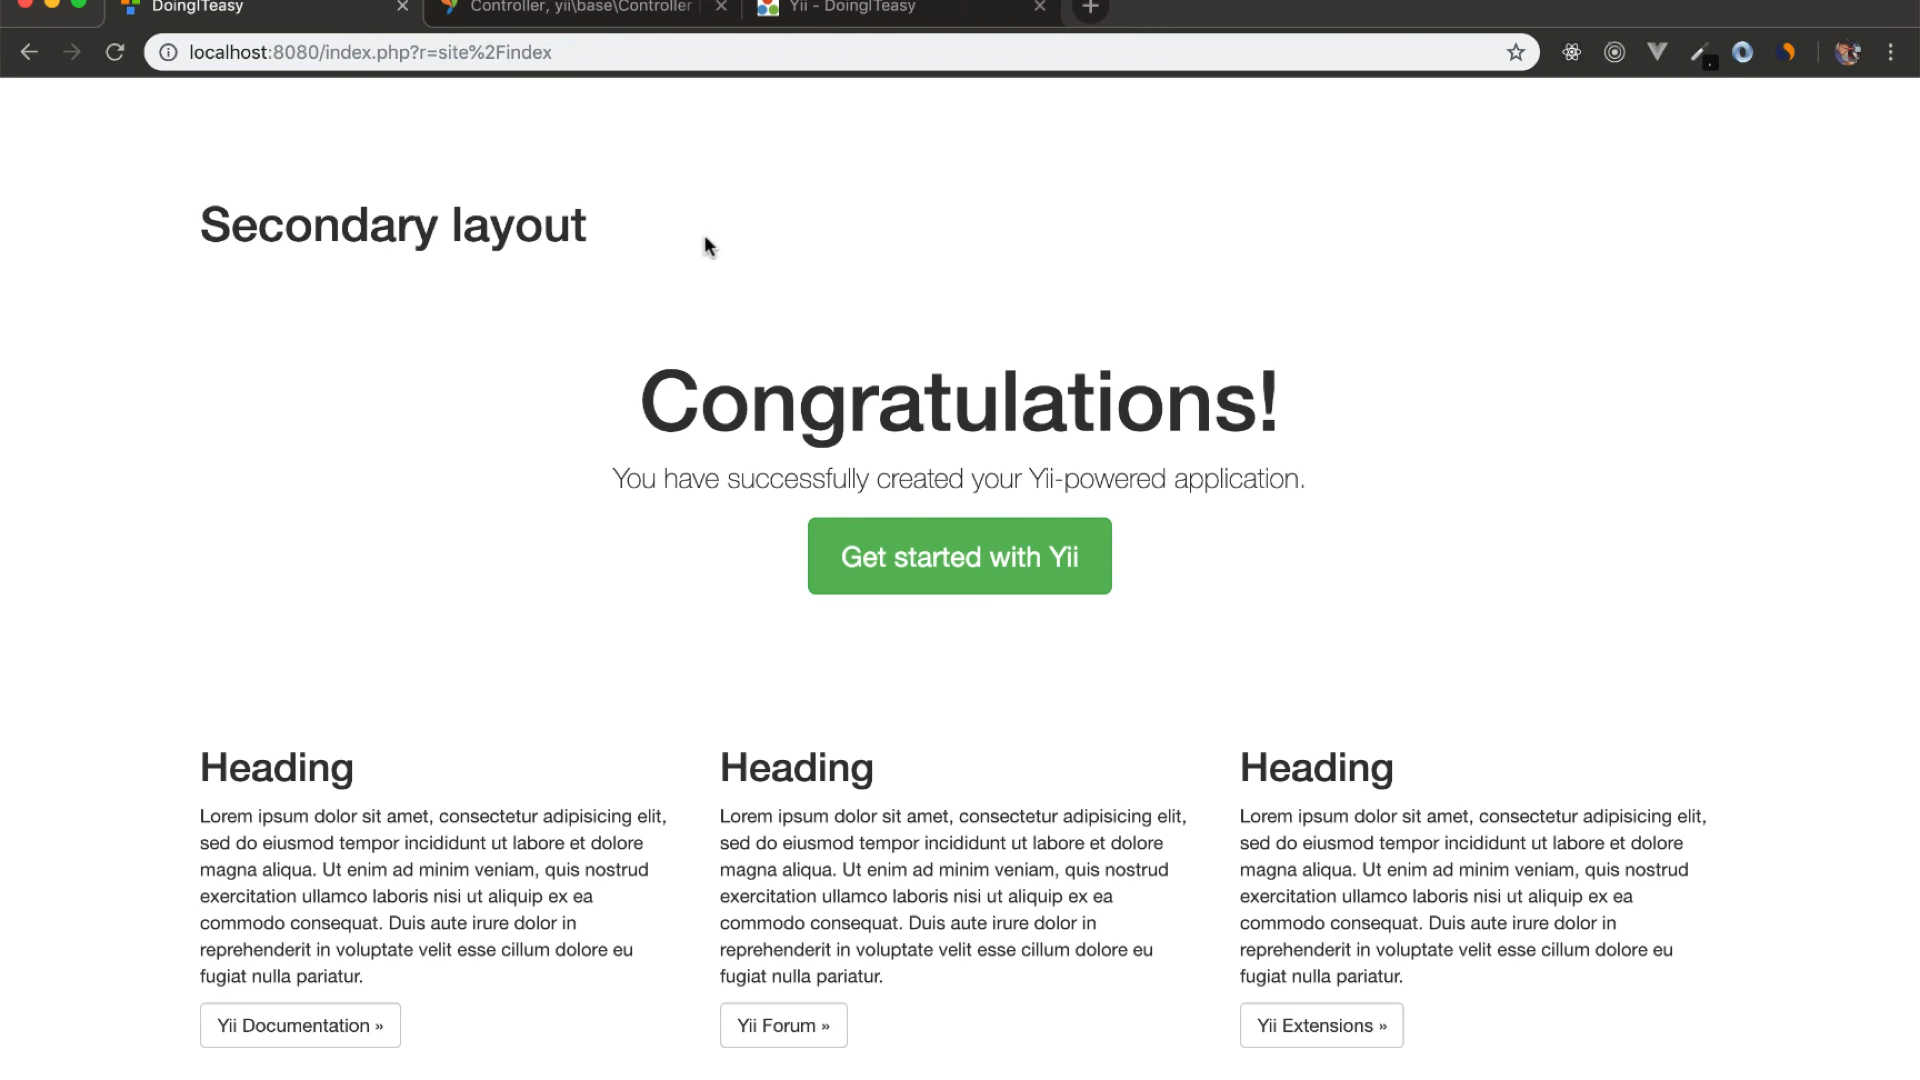 DoingITeasy
Controller, yii\base\Controller
Yii - DoingITeasy
localhost:8080/index.php?r=site%2Findex
Secondary layout
Congratulations!
You have successfully created your Yii-powered application.
Get started with Yii
Heading
Lorem ipsum dolor sit amet, consectetur adipisicing elit,
sed do eiusmod tempor incididunt ut labore et dolore
magna aliqua. Ut enim ad minim veniam, quis nostrud
exercitation ullamco laboris nisi ut aliquip ex ea
commodo consequat. Duis aute irure dolor in
reprehenderit in voluptate velit esse cillum dolore eu
fugiat nulla pariatur.
Yii Documentation »
Heading
Lorem ipsum dolor sit amet, consectetur adipisicing elit,
sed do eiusmod tempor incididunt ut labore et dolore
magna aliqua. Ut enim ad minim veniam, quis nostrud
exercitation ullamco laboris nisi ut aliquip ex ea
commodo consequat. Duis aute irure dolor in
reprehenderit in voluptate velit esse cillum dolore eu
fugiat nulla pariatur.
Yii Forum »
Heading
Lorem ipsum dolor sit amet, consectetur adipisicing elit,
sed do eiusmod tempor incididunt ut labore et dolore
magna aliqua. Ut enim ad minim veniam, quis nostrud
exercitation ullamco laboris nisi ut aliquip ex ea
commodo consequat. Duis aute irure dolor in
reprehenderit in voluptate velit esse cillum dolore eu
fugiat nulla pariatur.
Yii Extensions »